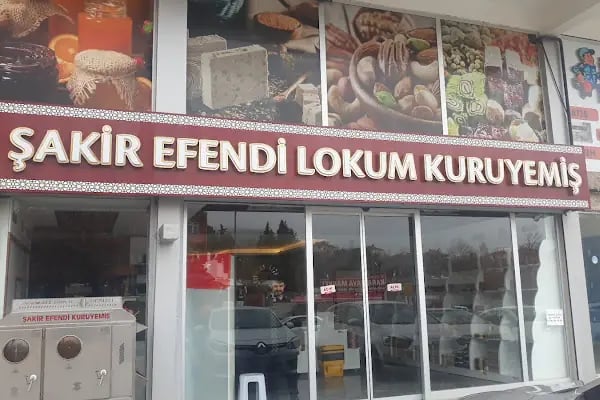 ŞAKİR EFENDİ LOKUM KURUYEMİŞ
ŞAKİR EFENDİ KURUYEMİŞ